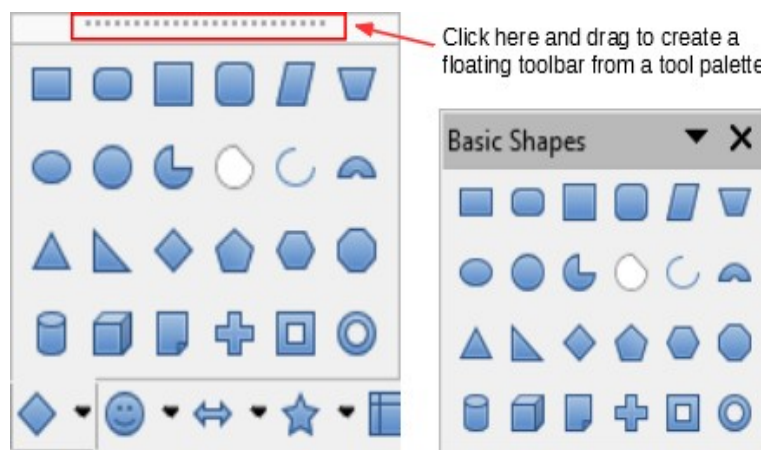 Click here and drag to create a
floating toolbar from a tool palette
Basic Shapes